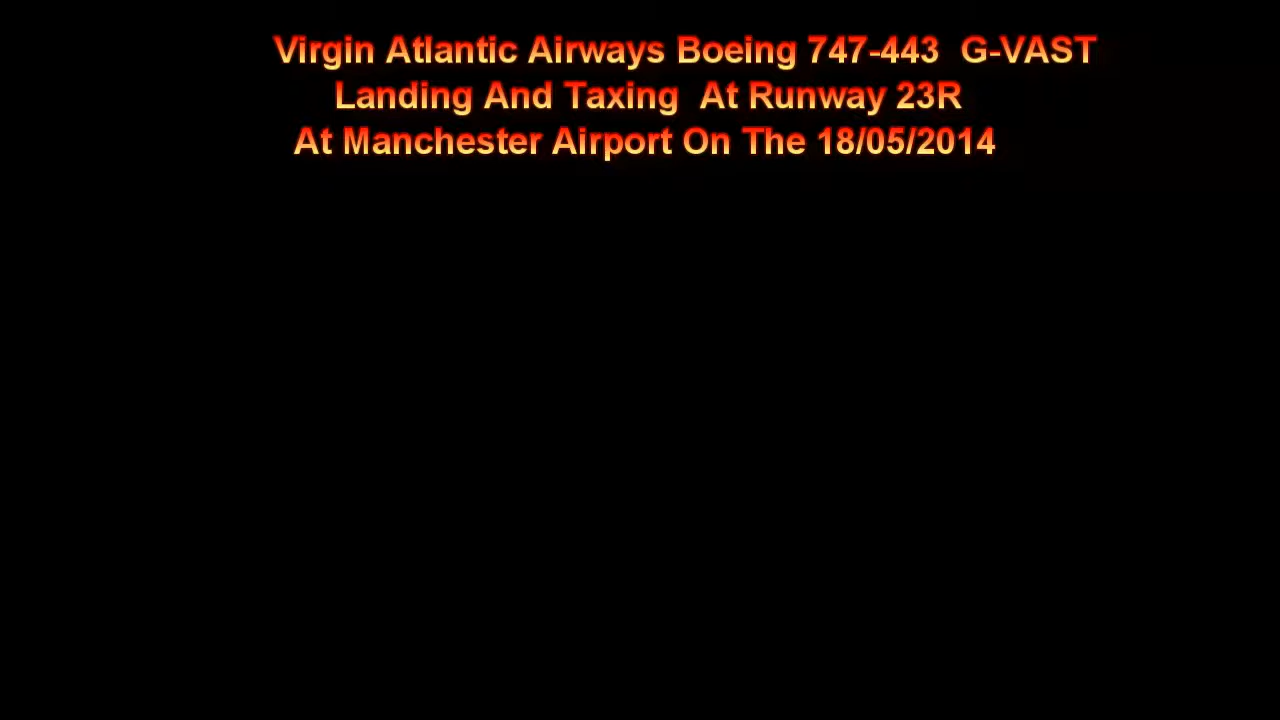 Virgin Atlantic Airways Boeing 747-443 G-VAST
Landing And Taxing At Runway 23R
At Manchester Airport On The 18/05/2014